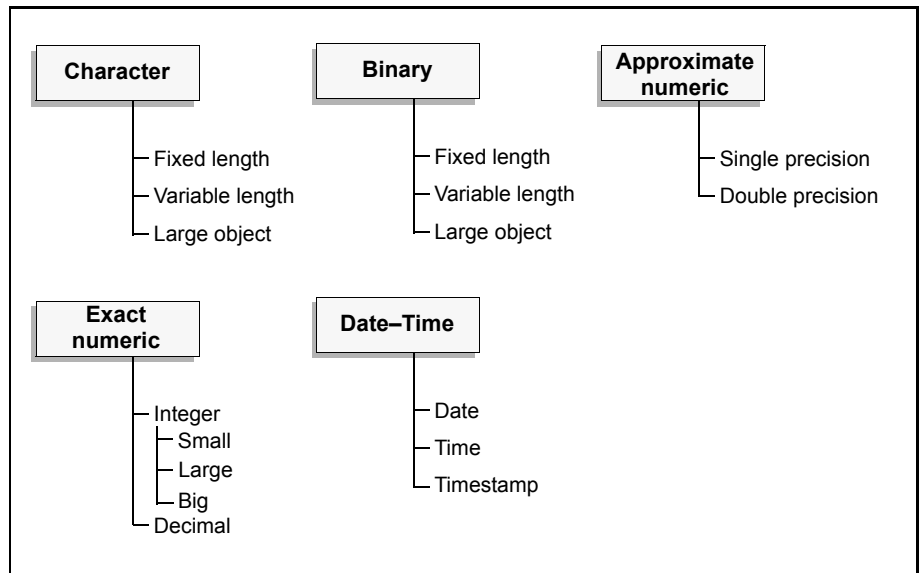 Character
Fixed length
Variable length
Large object
Binary
Fixed length
Variable length
Large object
Approximate
numeric
Single precision
Double precision
Exact
numeric
Integer
Small
Large
Big
Decimal
Date–Time
Date
Time
Timestamp